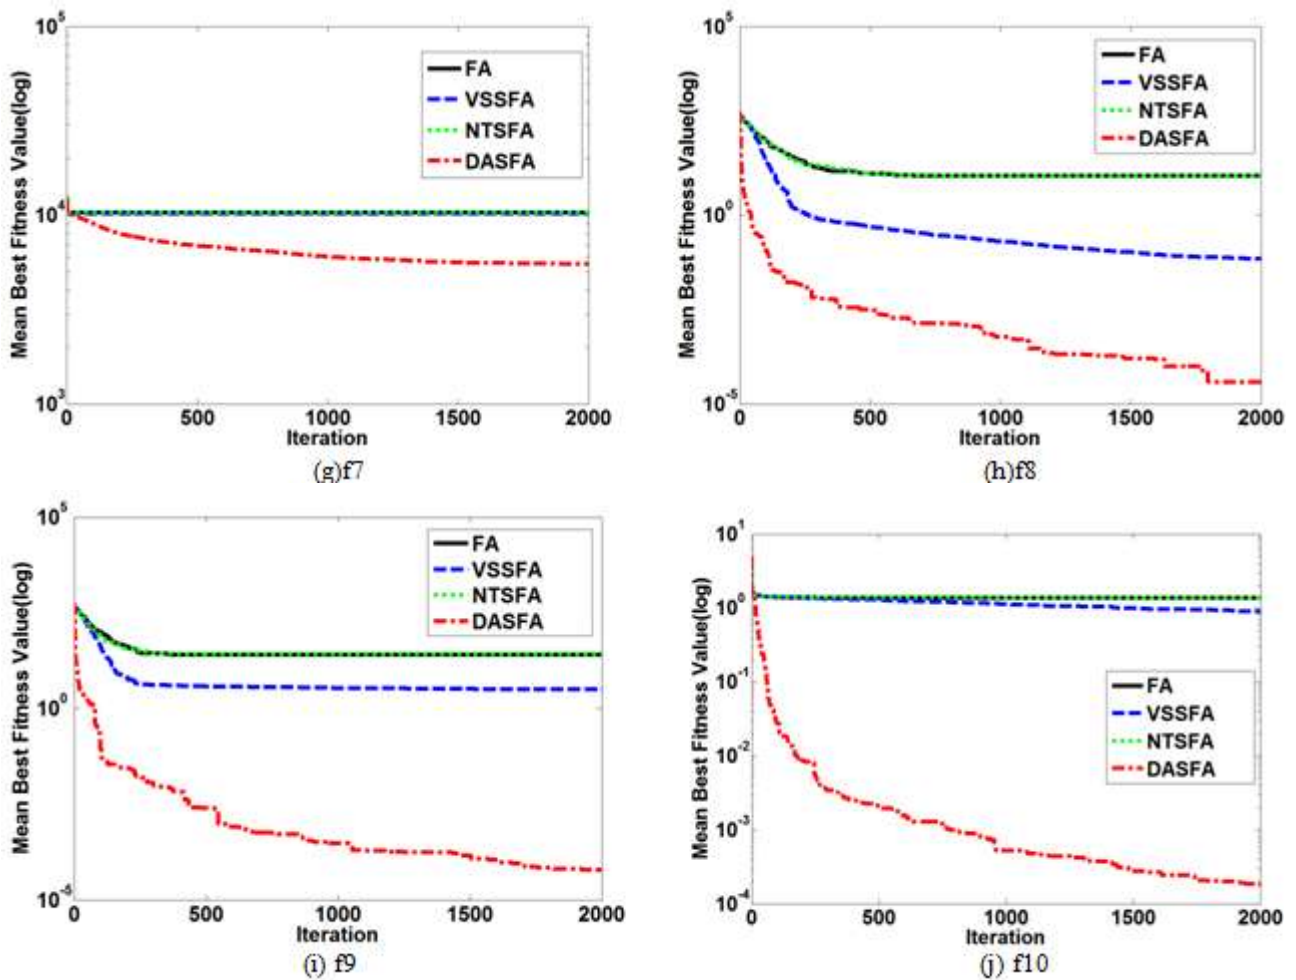 10^5
Mean Best Fitness Value(log)
FA
VSSFA
NTSFA
DASFA
10^4
10^3
0 500 1000 1500 2000
Iteration
(g)f7
10^5
Mean Best Fitness Value(log)
FA
VSSFA
NTSFA
DASFA
10^0
10^-5
0 500 1000 1500 2000
Iteration
(h)f8
10^5
Mean Best Fitness Value(log)
FA
VSSFA
NTSFA
DASFA
10^0
10^-5
0 500 1000 1500 2000
Iteration
(i) f9
10^1
Mean Best Fitness Value(log)
10^0
10^-1
FA
VSSFA
NTSFA
DASFA
10^-2
10^-3
10^-4
0 500 1000 1500 2000
Iteration
(j) f10